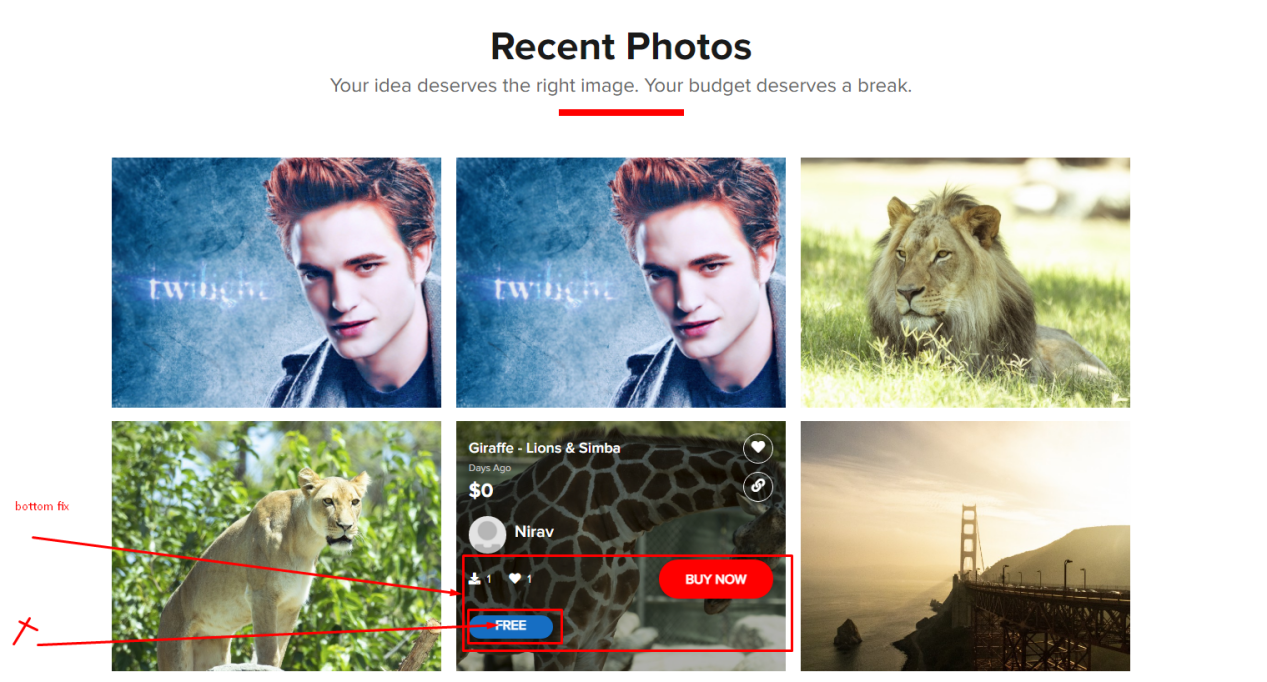 Recent Photos
Your idea deserves the right image. Your budget deserves a break.
twilight
twilight
Giraffe - Lions & Simba
Days Ago
$0
bottom fix
Nirav
1 1
BUY NOW
FREE